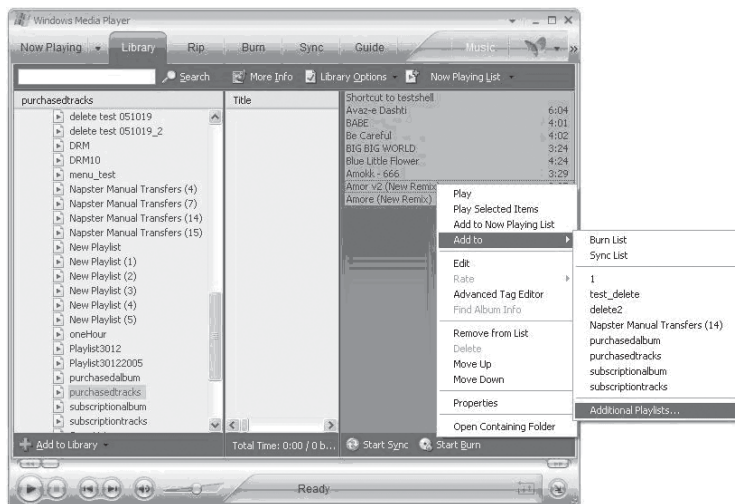 Windows Media Player
Now Playing Library Rip Burn Sync Guide Music
Search More Info Library Options Now Playing List
purchasedtracks
delete test 051019
delete test 051019_2
DRM
DRM10
menu_test
Napster Manual Transfers (4)
Napster Manual Transfers (7)
Napster Manual Transfers (14)
Napster Manual Transfers (15)
New Playlist
New Playlist (1)
New Playlist (2)
New Playlist (3)
New Playlist (4)
New Playlist (5)
oneHour
Playlist3012
Playlist30122005
purchasedalbum
purchasedtracks
subscriptionalbum
subscriptiontracks
Title
Shortcut to testshell
Avaz-e Dashti 6:04
BABE 4:01
Be Careful 4:02
BIG BIG WORLD 3:24
Blue Little Flower 4:24
Amokk - 666 3:29
Amor v2 (New Remix)
Amore (New Remix)
Play
Play Selected Items
Add to Now Playing List
Add to
Edit
Rate
Advanced Tag Editor
Find Album Info
Remove from List
Delete
Move Up
Move Down
Properties
Open Containing Folder
Burn List
Sync List
1
test_delete
delete2
Napster Manual Transfers (14)
purchasedalbum
purchasedtracks
subscriptionalbum
subscriptiontracks
Additional Playlists...
Add to Library Total Time: 0:00 / 0 b... Start Sync Start Burn
Ready